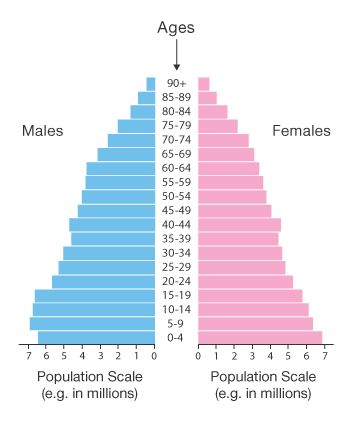 Ages
90+
85-89
80-84
75-79
Males
Females
70-74
65-69
60-64
55-59
50-54
45-49
40-44
35-39
30-34
25-29
20-24
15-19
10-14
5-9
0-4
7 6 5 4 3 2 1 0
0 1 2 3 4 5 6 7
Population Scale
(e.g. in millions)
Population Scale
(e.g. in millions)